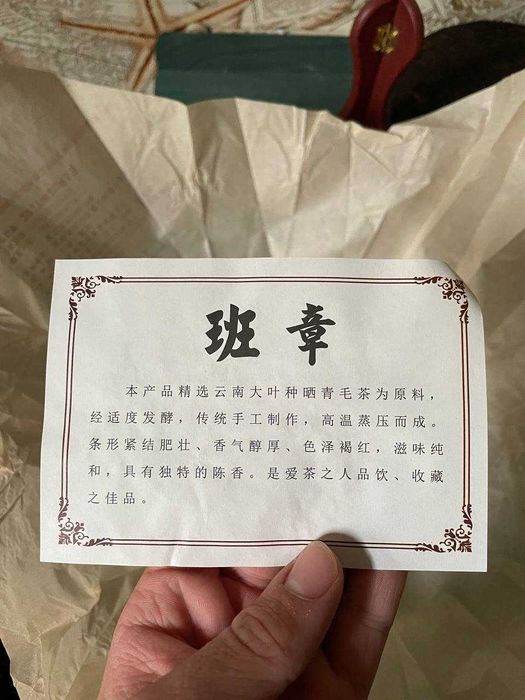 班章
本产品精选云南大叶种晒青毛茶为原料，
经适度发酵，传统手工制作，高温蒸压而成。
条形紧结肥壮、香气醇厚、色泽褐红，滋味纯
和，具有独特的陈香。是爱茶之人品饮、收藏
之佳品。